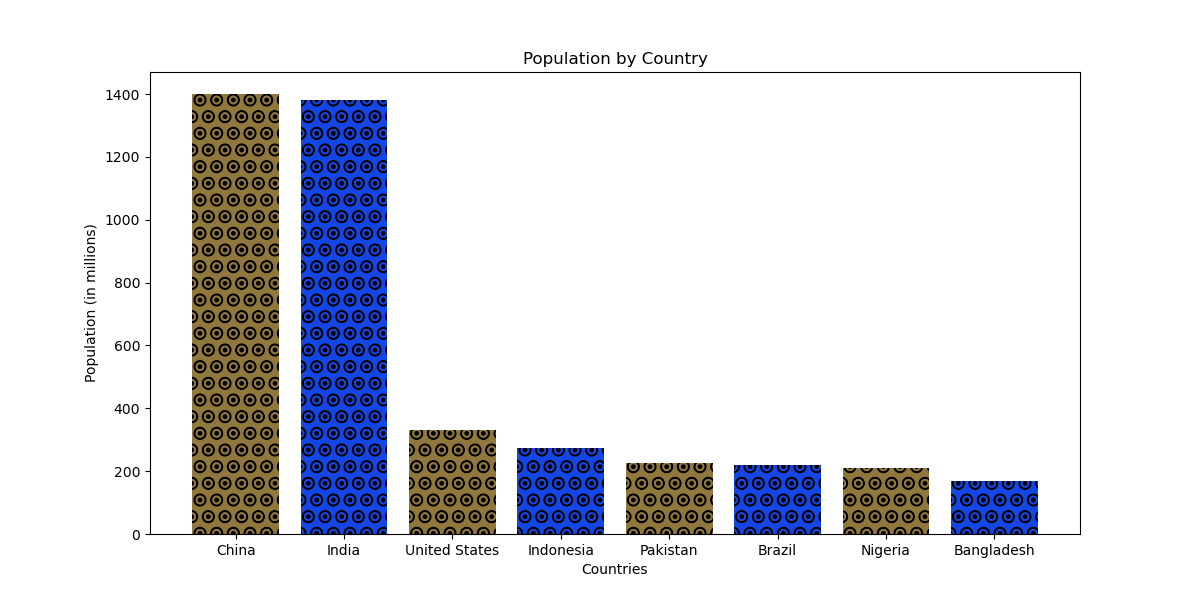 Population by Country
Population (in millions)
1400
1200
1000
800
600
400
200
0
China India United States Indonesia Pakistan Brazil Nigeria Bangladesh
Countries